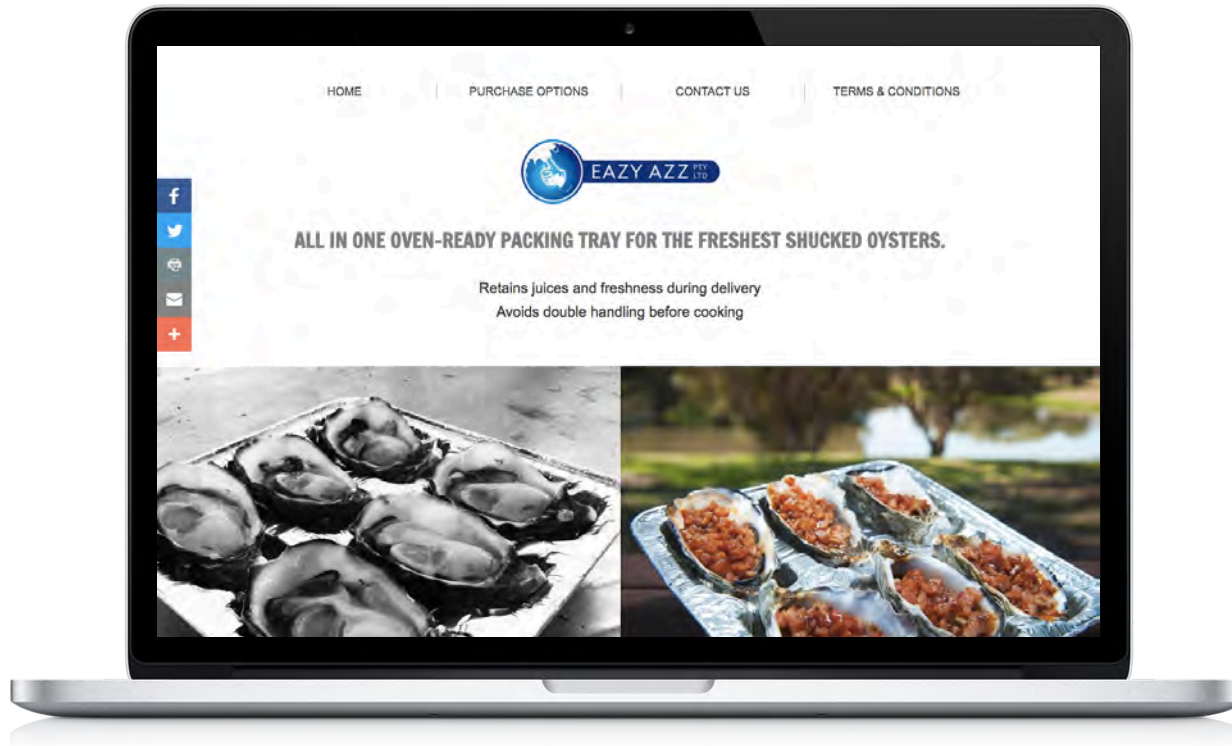 HOME
PURCHASE OPTIONS
CONTACT US
TERMS & CONDITIONS
EAZY AZZ PTY LTD
ALL IN ONE OVEN-READY PACKING TRAY FOR THE FRESHEST SHUCKED OYSTERS.
Retains juices and freshness during delivery
Avoids double handling before cooking